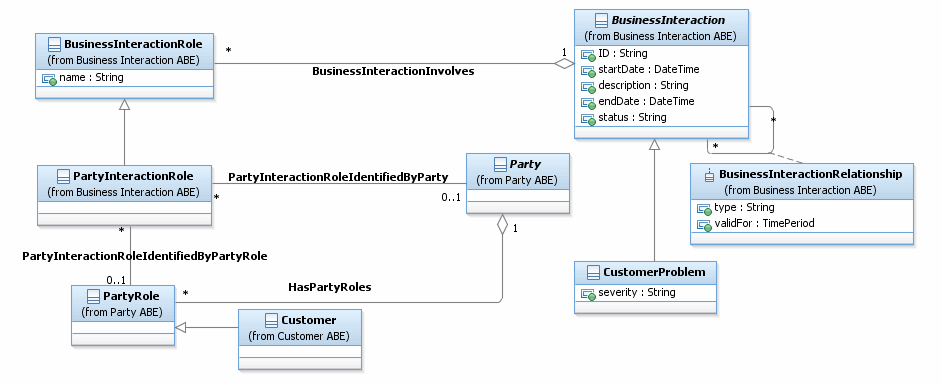 BusinessInteraction
(from Business Interaction ABE)
ID : String
startDate : DateTime
description : String
endDate : DateTime
status : String
BusinessInteractionRole
(from Business Interaction ABE)
name : String
*
1
BusinessInteractionInvolves
*
*
PartyInteractionRole
(from Business Interaction ABE)
PartyInteractionRoleIdentifiedByParty
*
0..1
Party
(from Party ABE)
1
BusinessInteractionRelationship
(from Business Interaction ABE)
type : String
validFor : TimePeriod
*
PartyInteractionRoleIdentifiedByPartyRole
0..1
CustomerProblem
severity : String
PartyRole
(from Party ABE)
*
HasPartyRoles
Customer
(from Customer ABE)